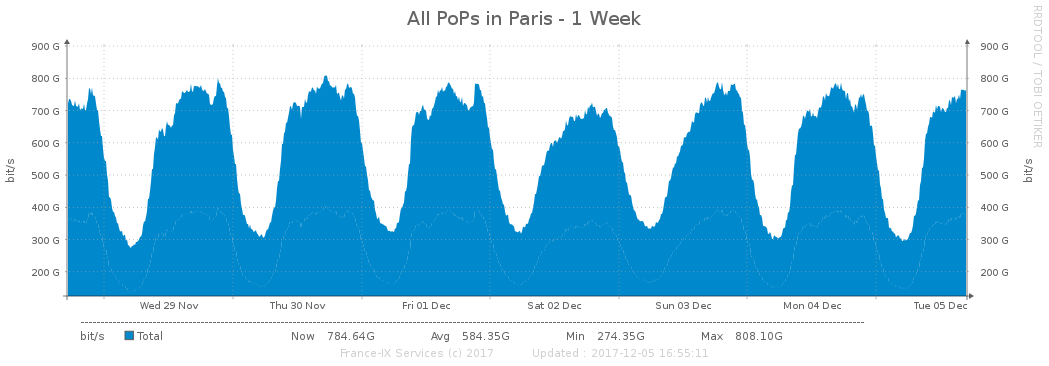 All PoPs in Paris - 1 Week
RRDTOOL / TOBI OETIKER
900 G 900 G
800 G 800 G
700 G 700 G
600 G 600 G
500 G 500 G
400 G 400 G
300 G 300 G
200 G 200 G
bit/s bit/s
Wed 29 Nov Thu 30 Nov Fri 01 Dec Sat 02 Dec Sun 03 Dec Mon 04 Dec Tue 05 Dec
bit/s Total Now 784.64G Avg 584.35G Min 274.35G Max 808.10G
France-IX Services (c) 2017 Updated : 2017-12-05 16:55:11